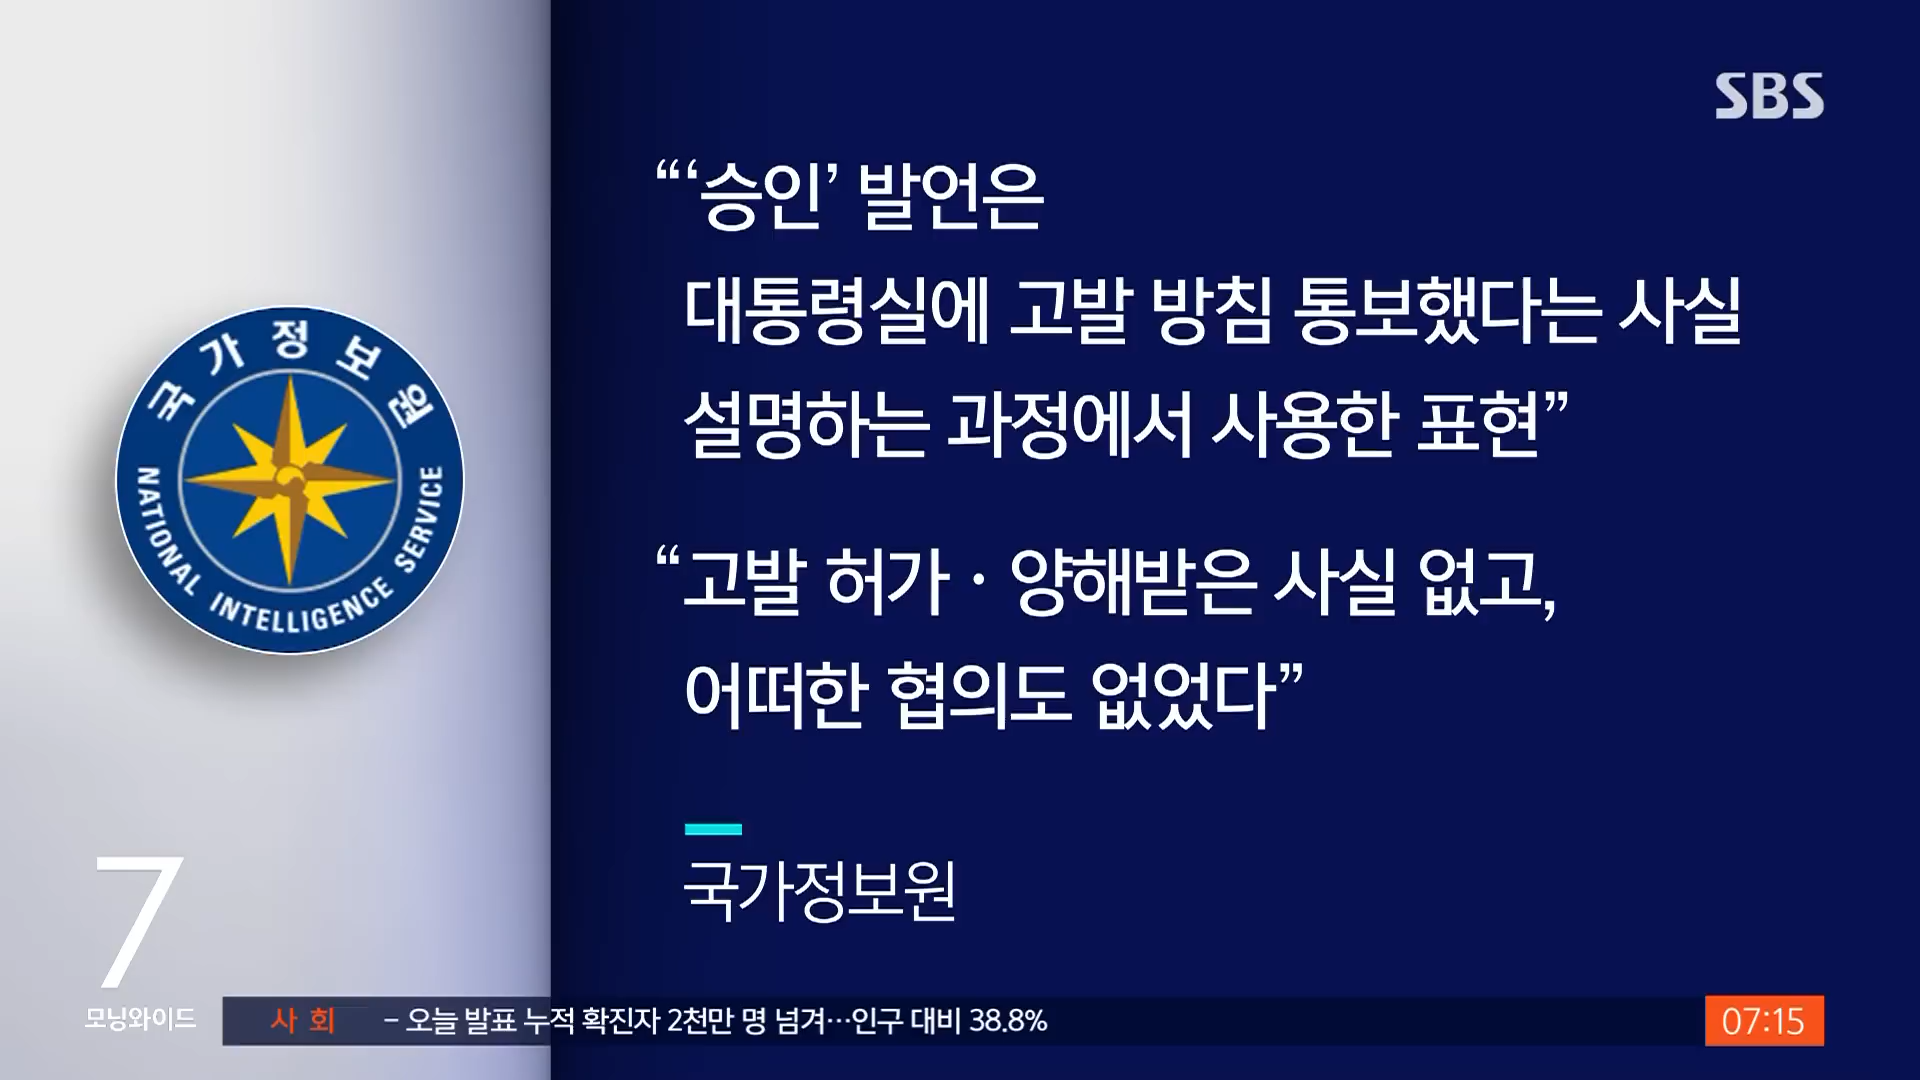 SBS
“‘승인’ 발언은
대통령실에 고발 방침 통보했다는 사실
설명하는 과정에서 사용한 표현”
“고발 허가 · 양해받은 사실 없고,
어떠한 협의도 없었다”
국가정보원
국가정보원
NATIONAL INTELLIGENCE SERVICE
7
모닝와이드
사 회 - 오늘 발표 누적 확진자 2천만 명 넘겨…인구 대비 38.8%
07:15